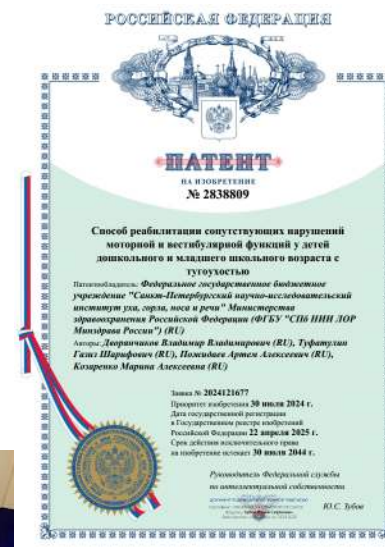 РОССИЙСКАЯ ФЕДЕРАЦИЯ
ПАТЕНТ
НА ИЗОБРЕТЕНИЕ
№ 2838809
Способ реабилитации сопутствующих нарушений
моторной и вестибулярной функций у детей
дошкольного и младшего школьного возраста с
тугоухостью
Патентообладатель: Федеральное государственное бюджетное
учреждение "Санкт-Петербургский научно-исследовательский
институт уха, горла, носа и речи" Министерства
здравоохранения Российской Федерации (ФГБУ "СПб НИИ ЛОР
Минздрава России") (RU)
Авторы: Дворянчиков Владимир Владимирович (RU), Туфатулин
Газиз Шарифович (RU), Пожидаев Артем Алексеевич (RU),
Козаренко Марина Алексеевна (RU)
Заявка № 2024121677
Приоритет изобретения 30 июля 2024 г.
Дата государственной регистрации
в Государственном реестре изобретений
Российской Федерации 22 апреля 2025 г.
Срок действия исключительного права
на изобретение истекает 30 июля 2044 г.
Руководитель Федеральной службы
по интеллектуальной собственности
Ю.С. Зубов